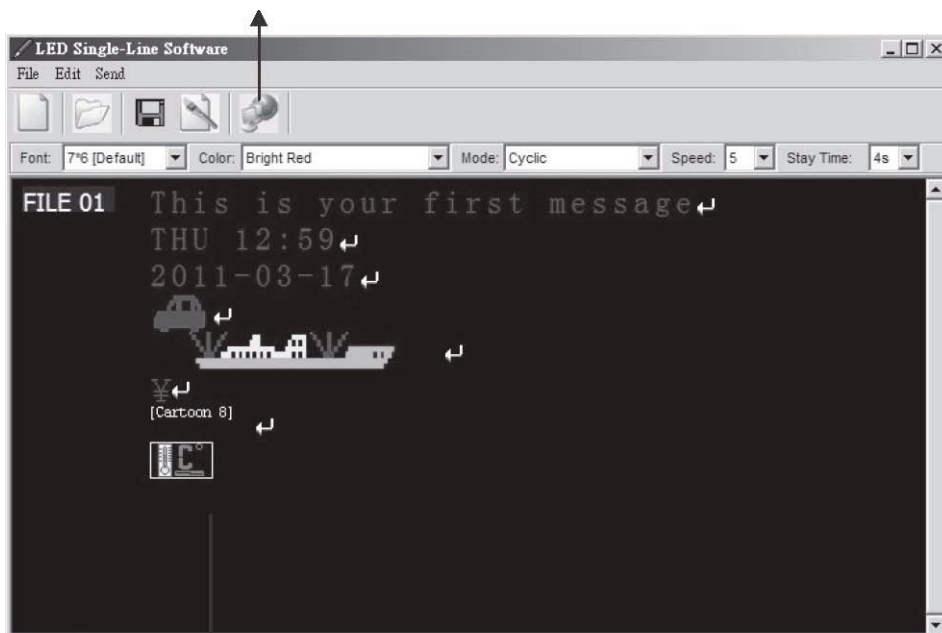 LED Single-Line Software
File Edit Send
Font: 7*6 [Default] Color: Bright Red Mode: Cyclic Speed: 5 Stay Time: 4s
FILE 01 This is your first message
THU 12:59
2011-03-17
¥
[Cartoon 8]
C°